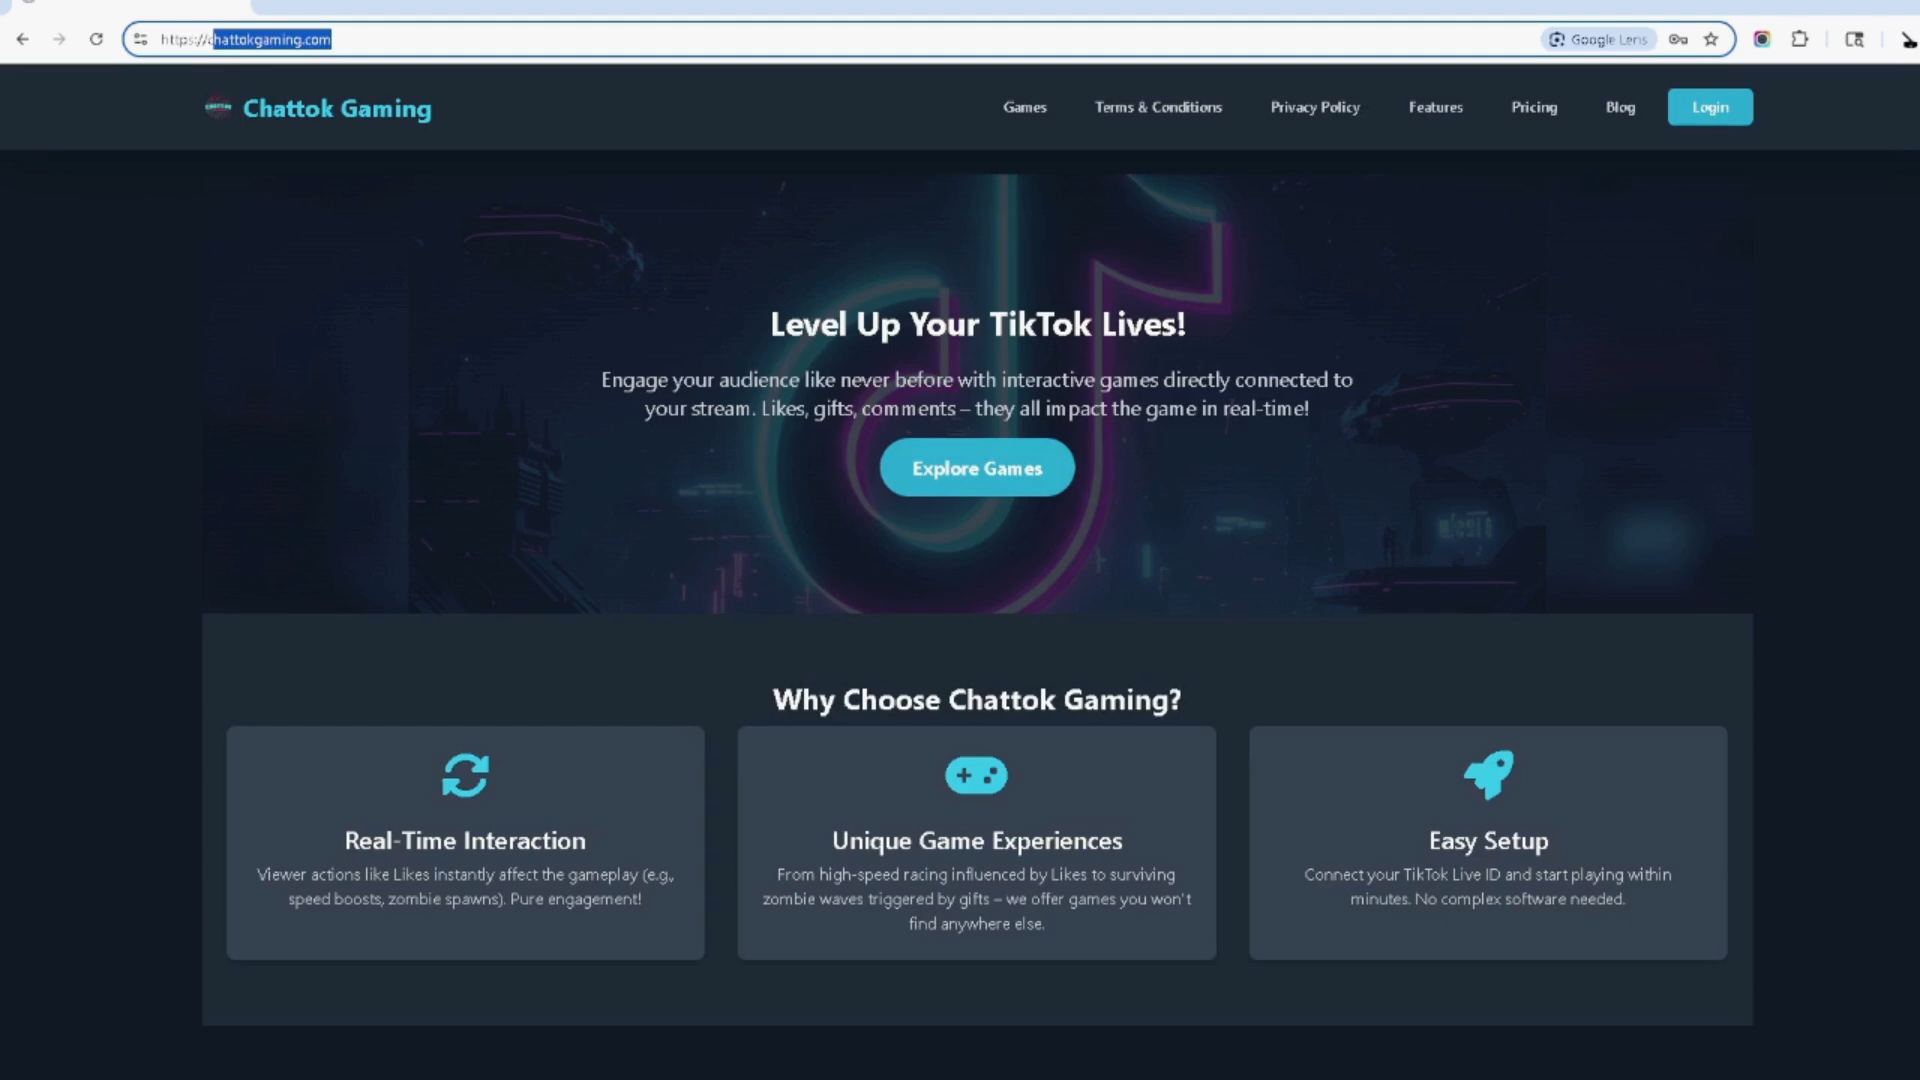 https://chattokgaming.com
Google Lens
Chattok Gaming
Games
Terms & Conditions
Privacy Policy
Features
Pricing
Blog
Login
Level Up Your TikTok Lives!
Engage your audience like never before with interactive games directly connected to
your stream. Likes, gifts, comments – they all impact the game in real-time!
Explore Games
Why Choose Chattok Gaming?
Real-Time Interaction
Viewer actions like Likes instantly affect the gameplay (e.g.,
speed boosts, zombie spawns). Pure engagement!
Unique Game Experiences
From high-speed racing influenced by Likes to surviving
zombie waves triggered by gifts – we offer games you won't
find anywhere else.
Easy Setup
Connect your TikTok Live ID and start playing within
minutes. No complex software needed.